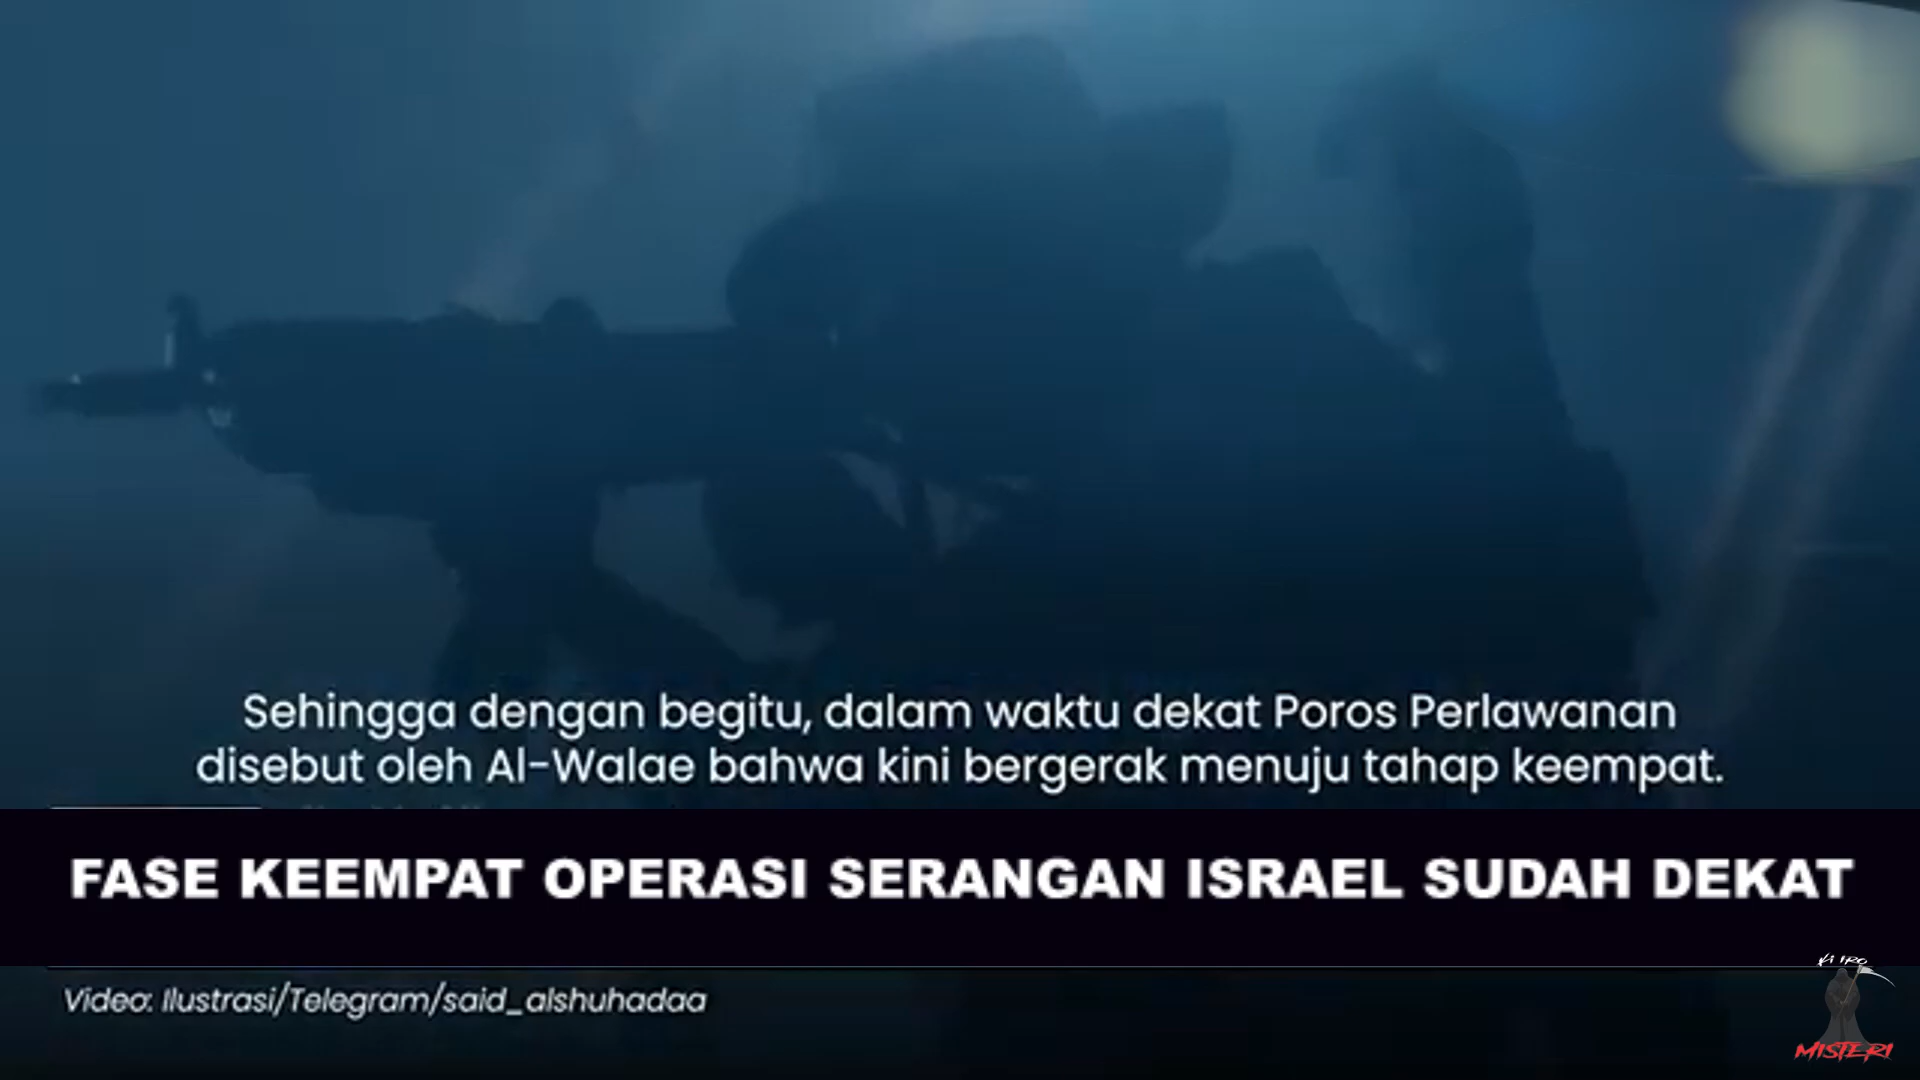 Sehingga dengan begitu, dalam waktu dekat Poros Perlawanan
disebut oleh Al-Walae bahwa kini bergerak menuju tahap keempat.
FASE KEEMPAT OPERASI SERANGAN ISRAEL SUDAH DEKAT
Video: Ilustrasi/Telegram/said_alshuhadaa
MISTERI